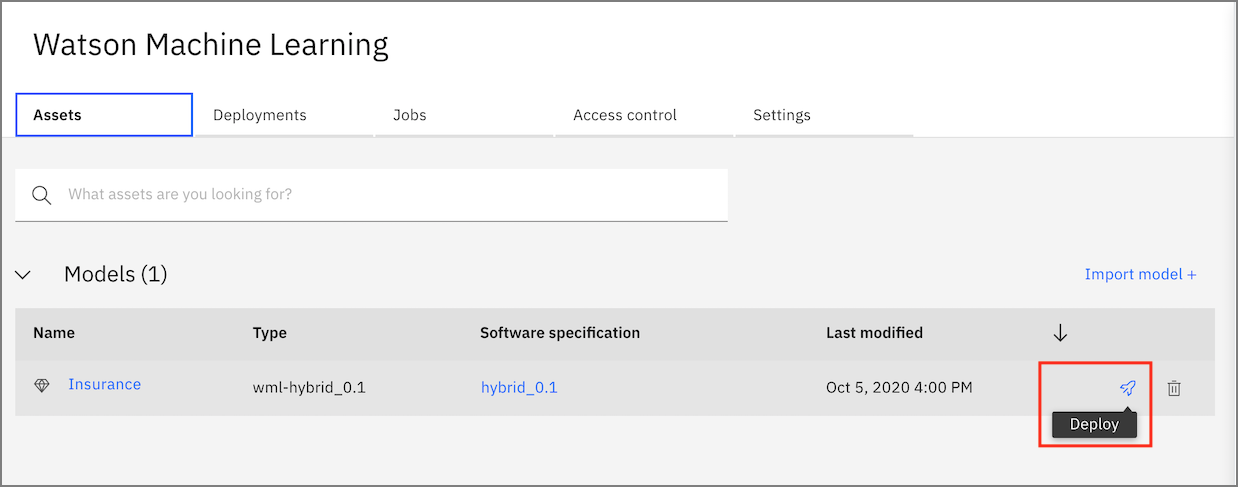 Watson Machine Learning
Assets Deployments Jobs Access control Settings
What assets are you looking for?
Models (1) Import model +
Name Type Software specification Last modified
Insurance wml-hybrid_0.1 hybrid_0.1 Oct 5, 2020 4:00 PM
Deploy